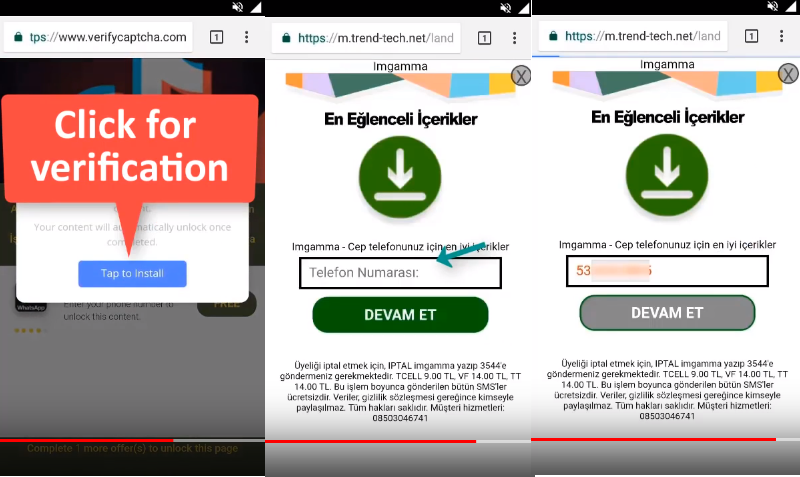 tps://www.verifycaptcha.com
1
Click for
verification
Your content will automatically unlock once
completed.
Tap to Install
WhatsApp
Enter your phone number to
unlock this content.
FREE
Complete 1 more offer(s) to unlock this page
https://m.trend-tech.net/land
1
Imgamma
X
En Eğlenceli İçerikler
Imgamma - Cep telefonunuz için en iyi içerikler
Telefon Numarası:
DEVAM ET
Üyeliği iptal etmek için, IPTAL imgamma yazıp 3544'e
göndermeniz gerekmektedir. TCELL 9.00 TL, VF 14.00 TL, TT
14.00 TL. Bu işlem boyunca gönderilen bütün SMS'ler
ücretsizdir. Veriler, gizlilik sözleşmesi gereğince kimseyle
paylaşılmaz. Tüm hakları saklıdır. Müşteri hizmetleri:
08503046741
https://m.trend-tech.net/land
1
Imgamma
X
En Eğlenceli İçerikler
Imgamma - Cep telefonunuz için en iyi içerikler
53
DEVAM ET
Üyeliği iptal etmek için, IPTAL imgamma yazıp 3544'e
göndermeniz gerekmektedir. TCELL 9.00 TL, VF 14.00 TL, TT
14.00 TL. Bu işlem boyunca gönderilen bütün SMS'ler
ücretsizdir. Veriler, gizlilik sözleşmesi gereğince kimseyle
paylaşılmaz. Tüm hakları saklıdır. Müşteri hizmetleri:
08503046741